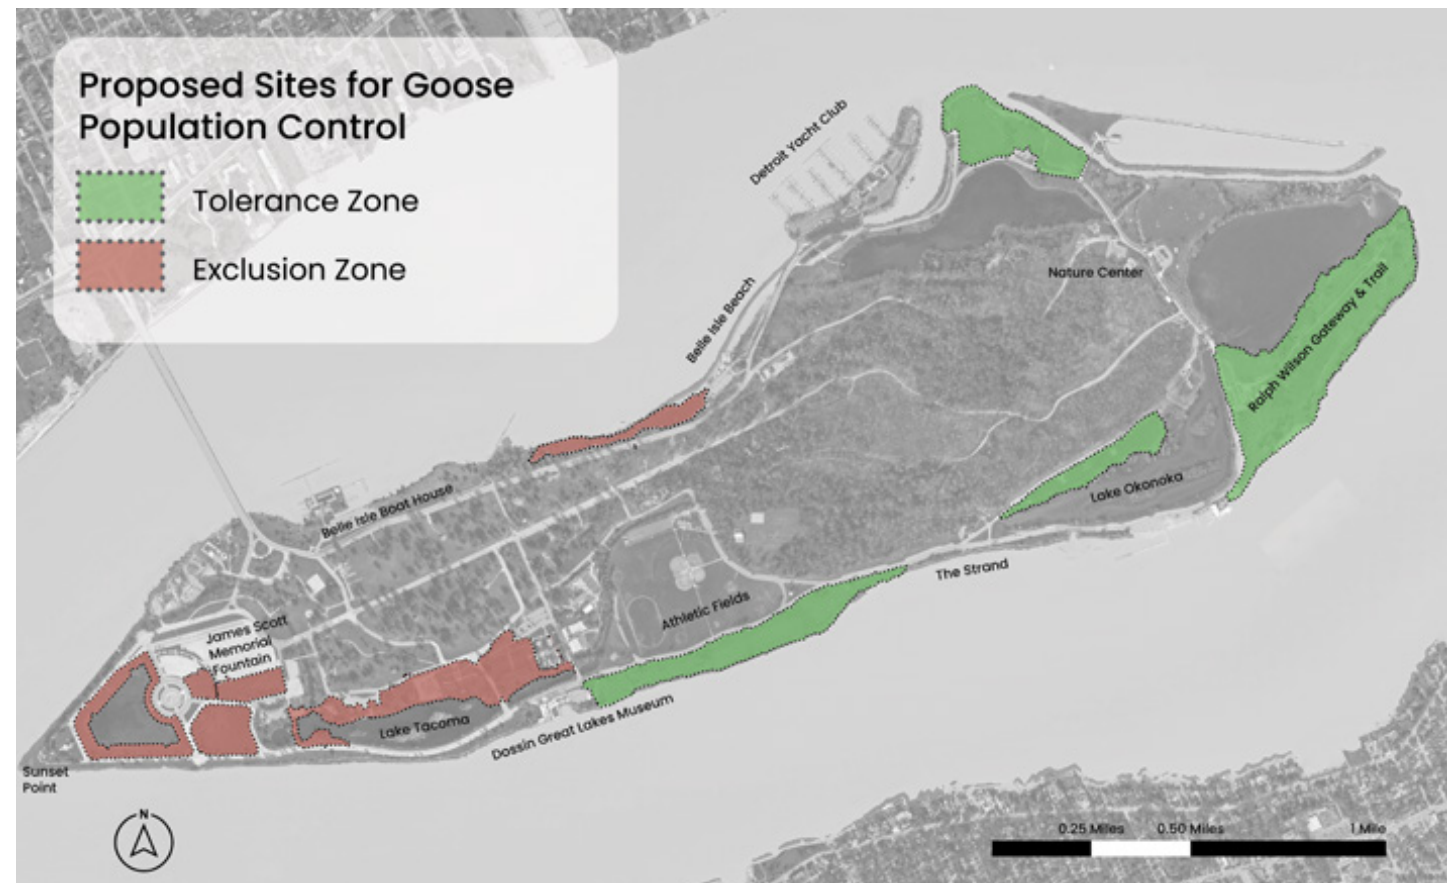 Proposed Sites for Goose
Population Control
Tolerance Zone
Exclusion Zone
Detroit Yacht Club
Belle Isle Beach
Nature Center
Ralph Wilson Gateway & Trail
Lake Okonoka
Belle Isle Boat House
The Strand
Athletic Fields
James Scott
Memorial
Fountain
Lake Tacoma
Dossin Great Lakes Museum
Sunset
Point
N
0.25 Miles
0.50 Miles
1 Mile